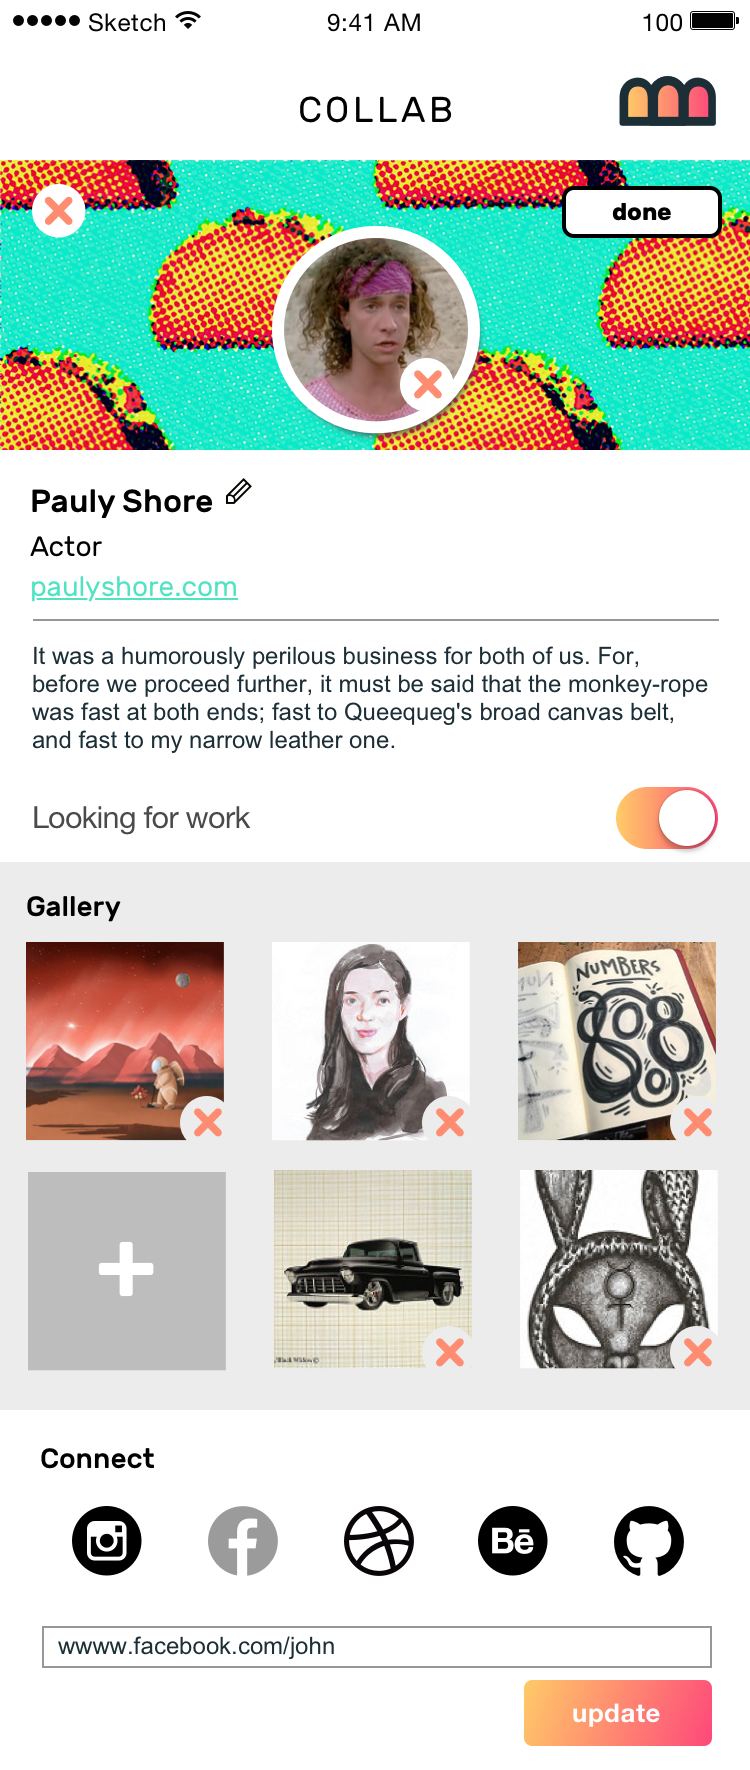 Sketch 9:41 AM 100
COLLAB
done
Pauly Shore
Actor
paulyshore.com
It was a humorously perilous business for both of us. For,
before we proceed further, it must be said that the monkey-rope
was fast at both ends; fast to Queequeg's broad canvas belt,
and fast to my narrow leather one.
Looking for work
Gallery
NUMBERS
808
Black Widow ©
Connect
Bē
wwww.facebook.com/john
update